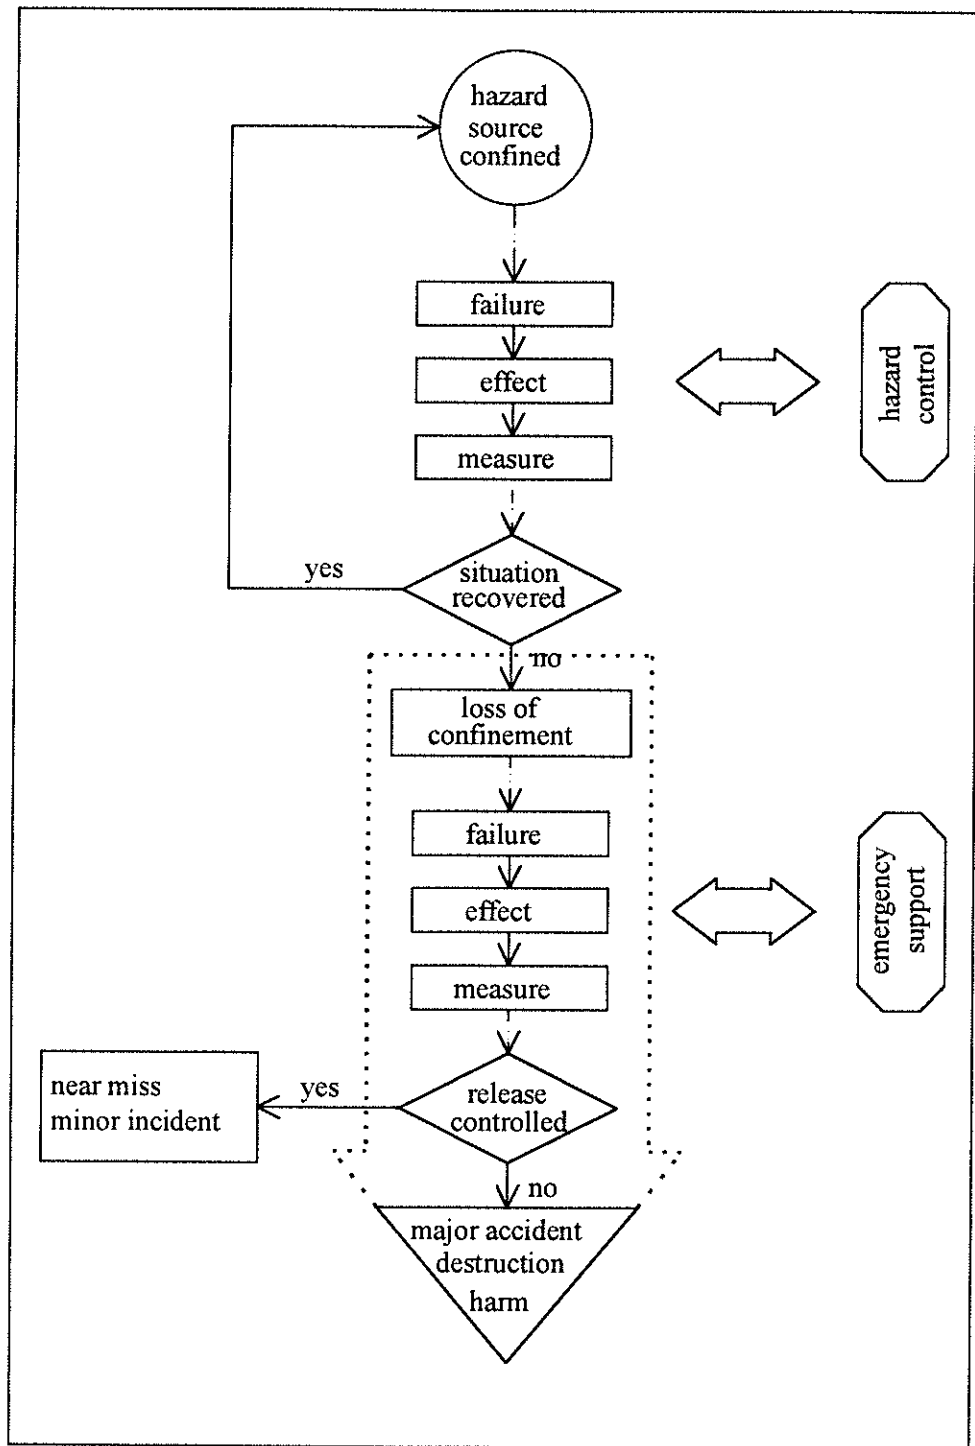 hazard
source
confined
failure
effect
measure
hazard
control
situation
recovered
yes
no
loss of
confinement
failure
effect
measure
emergency
support
release
controlled
yes
near miss
minor incident
no
major accident
destruction
harm